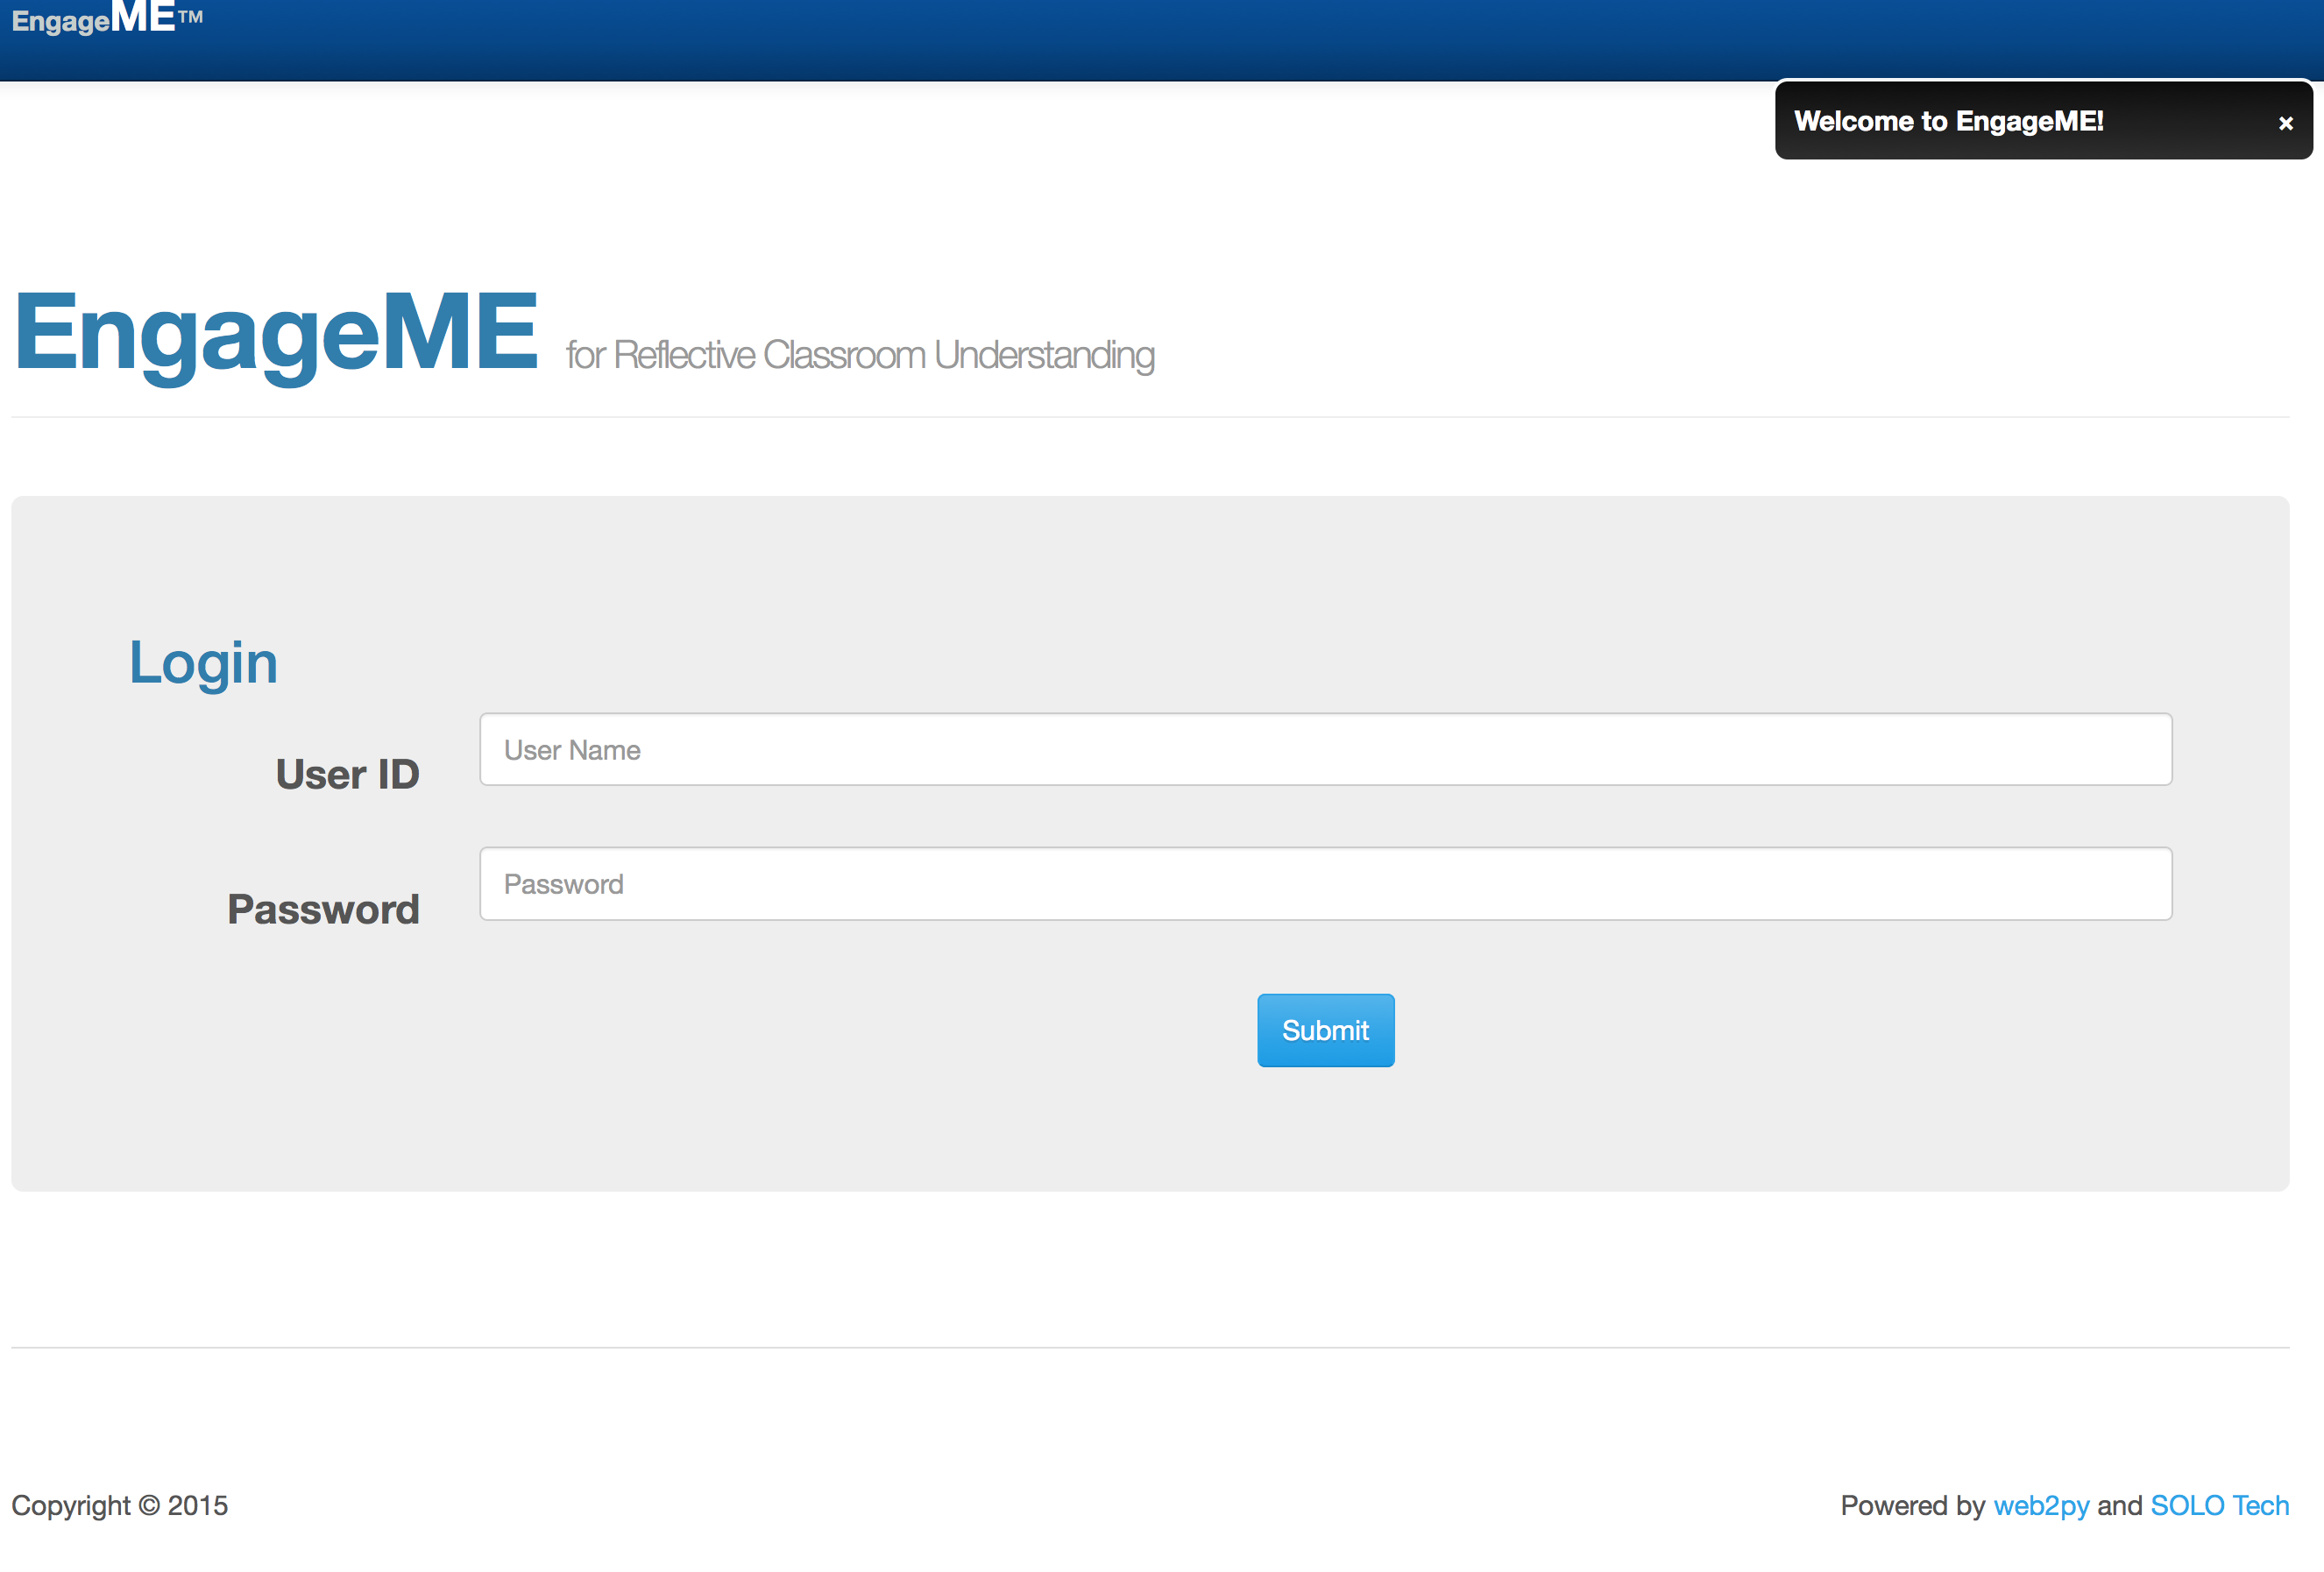 EngageME™
Welcome to EngageME! ×
EngageME for Reflective Classroom Understanding
Login
User ID
User Name
Password
Password
Submit
Copyright © 2015
Powered by web2py and SOLO Tech